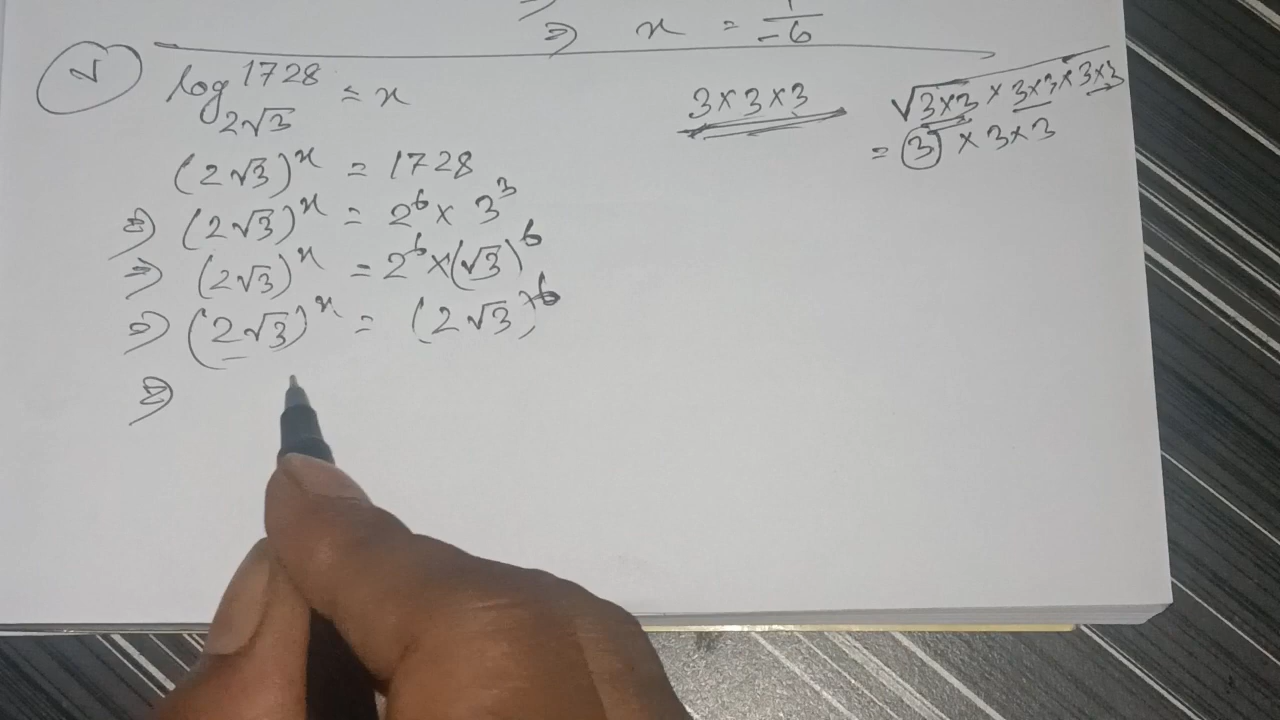 ⇒ x = 1/-6
v
log 2√3 1728 = x
(2√3)^x = 1728
⇒ (2√3)^x = 2^6 × 3^3
⇒ (2√3)^x = 2^6 × (√3)^6
⇒ (2√3)^x = (2√3)^6
⇒
3×3×3
√3×3 × 3×3 × 3×3
= 3 × 3×3